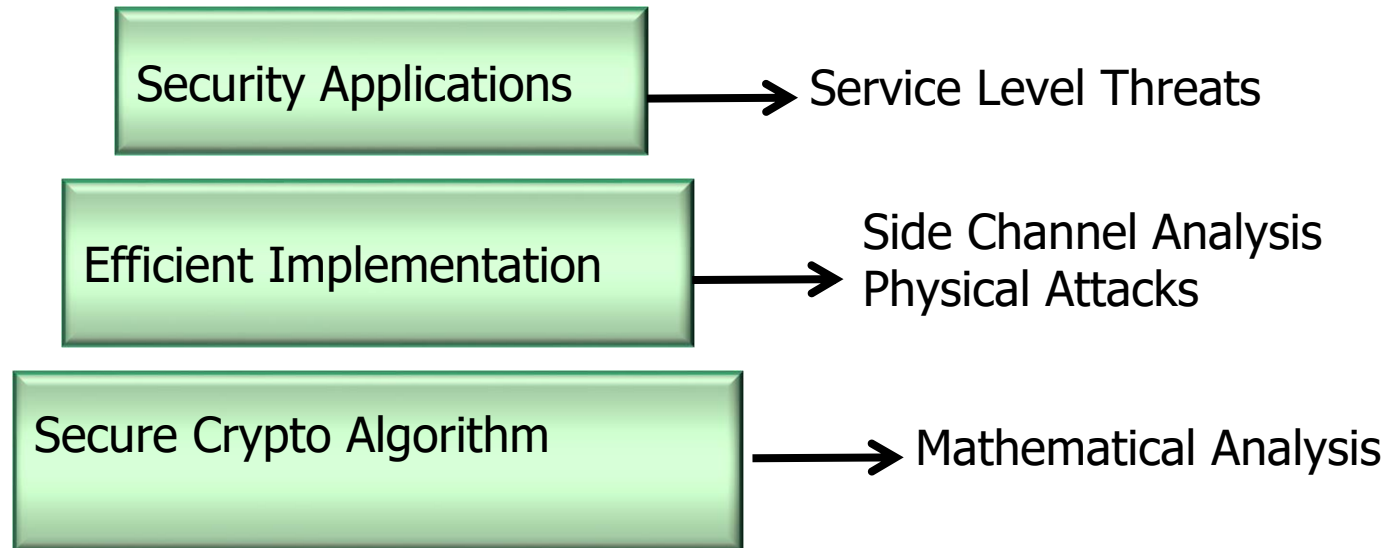 Security Applications
Service Level Threats
Efficient Implementation
Side Channel Analysis
Physical Attacks
Secure Crypto Algorithm
Mathematical Analysis